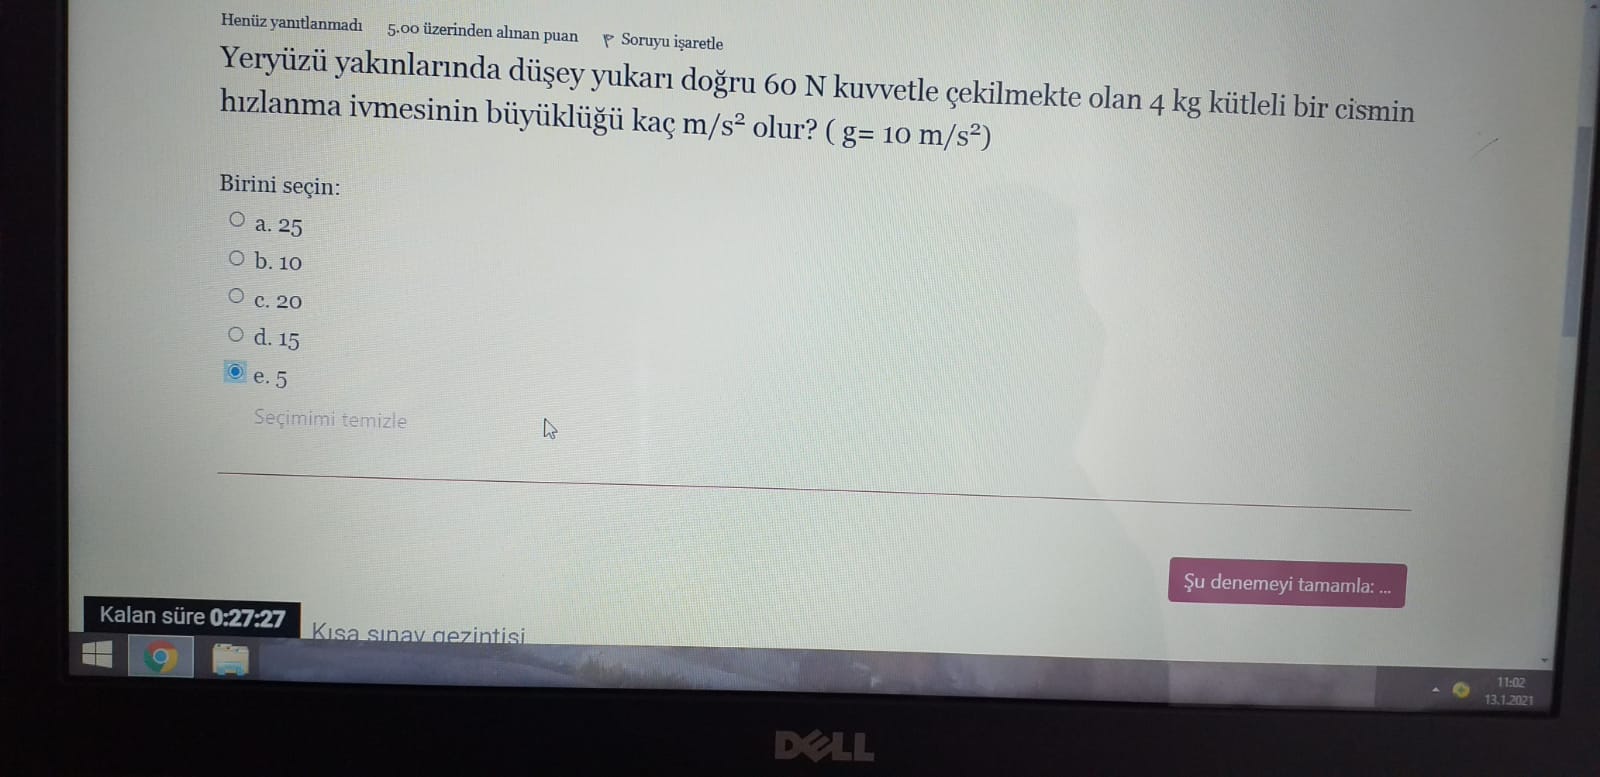 Henüz yanıtlanmadı 5.00 üzerinden alınan puan Soruyu işaretle
Yeryüzü yakınlarında düşey yukarı doğru 60 N kuvvetle çekilmekte olan 4 kg kütleli bir cismin
hızlanma ivmesinin büyüklüğü kaç m/s² olur? ( g= 10 m/s²)
Birini seçin:
a. 25
b. 10
c. 20
d. 15
e. 5
Seçimimi temizle
Şu denemeyi tamamla: ...
Kalan süre 0:27:27
Kısa sınav gezintisi
11:02
13.1.2021
DELL